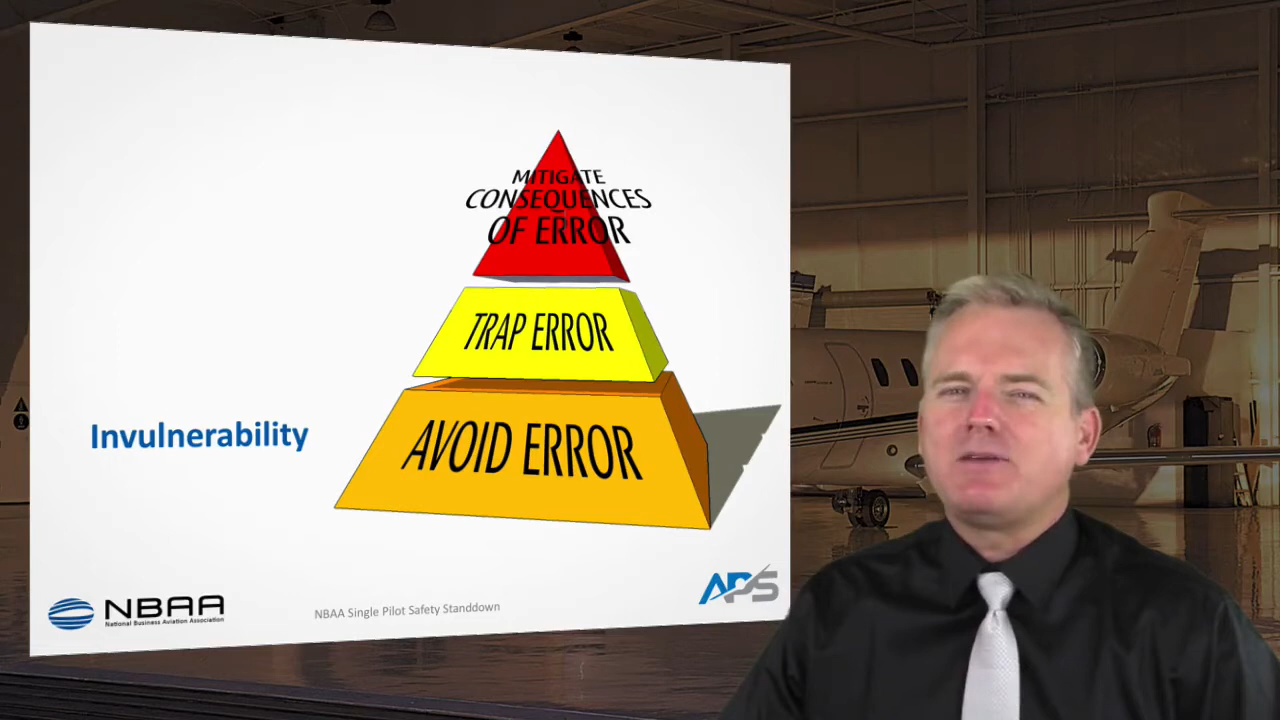 MITIGATE
CONSEQUENCES
OF ERROR
TRAP ERROR
Invulnerability
AVOID ERROR
NBAA
National Business Aviation Association
NBAA Single Pilot Safety Standdown
APS